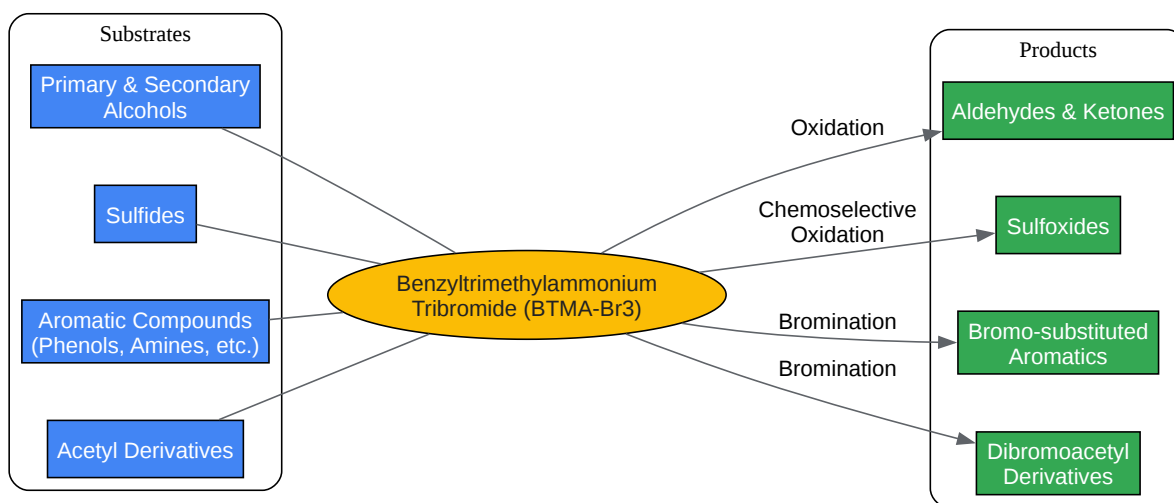 Substrates
Primary & Secondary
Alcohols
Sulfides
Aromatic Compounds
(Phenols, Amines, etc.)
Acetyl Derivatives
Benzyltrimethylammonium
Tribromide (BTMA-Br3)
Oxidation
Chemoselective
Oxidation
Bromination
Bromination
Products
Aldehydes & Ketones
Sulfoxides
Bromo-substituted
Aromatics
Dibromoacetyl
Derivatives